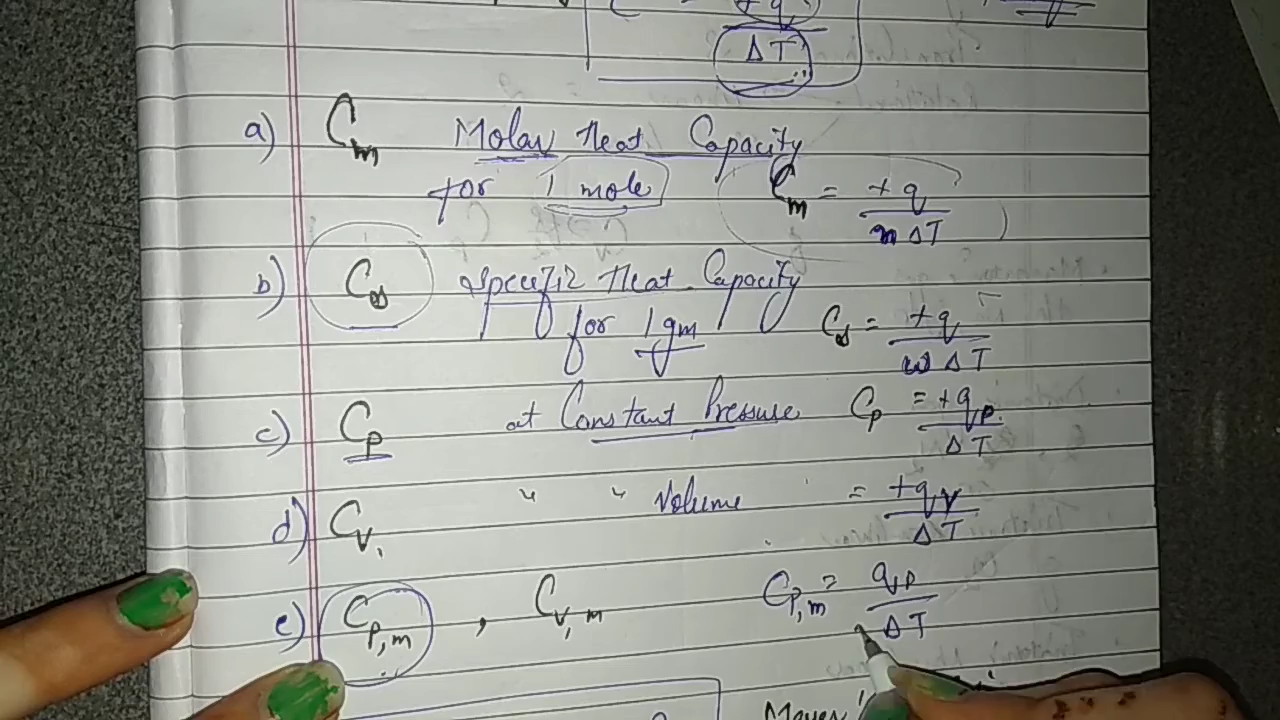 C = +q / ΔT
a) Cm Molar Heat Capacity
for 1 mole Cm = +q / nΔT
b) Cs Specific Heat Capacity
for 1 gm Cs = +q / wΔT
c) Cp at Constant Pressure Cp = +qp / ΔT
d) Cv, " " Volume = +qv / ΔT
e) Cp,m , Cv,m Cp,m = qp / ΔT
Mayer'